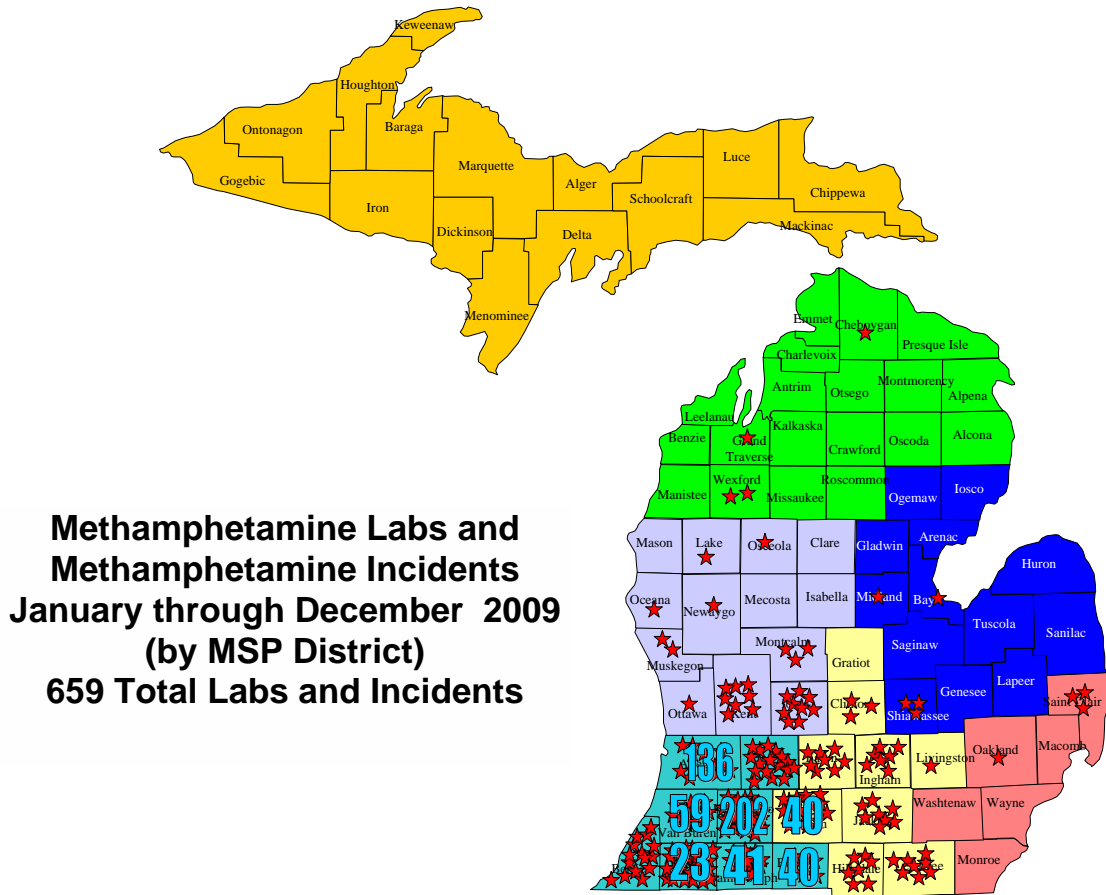 Keweenaw
Houghton
Ontonagon
Baraga
Gogebic
Marquette
Alger
Luce
Chippewa
Schoolcraft
Iron
Mackinac
Dickinson
Delta
Menominee
Emmet
Cheboygan
Presque Isle
Charlevoix
Antrim
Otsego
Montmorency
Alpena
Leelanau
Benzie
Grand
Traverse
Kalkaska
Crawford
Oscoda
Alcona
Manistee
Wexford
Missaukee
Roscommon
Ogemaw
Iosco
Methamphetamine Labs and
Methamphetamine Incidents
January through December 2009
(by MSP District)
659 Total Labs and Incidents
Mason
Lake
Osceola
Clare
Gladwin
Arenac
Huron
Oceana
Newaygo
Mecosta
Isabella
Midland
Bay
Tuscola
Sanilac
Muskegon
Montcalm
Gratiot
Saginaw
Genesee
Lapeer
Ottawa
Kent
Clinton
Shiawassee
Saint Clair
136
Ingham
Livingston
Oakland
Macomb
59
202
40
Van Buren
Washtenaw
Wayne
23
41
40
Hillsdale
Monroe